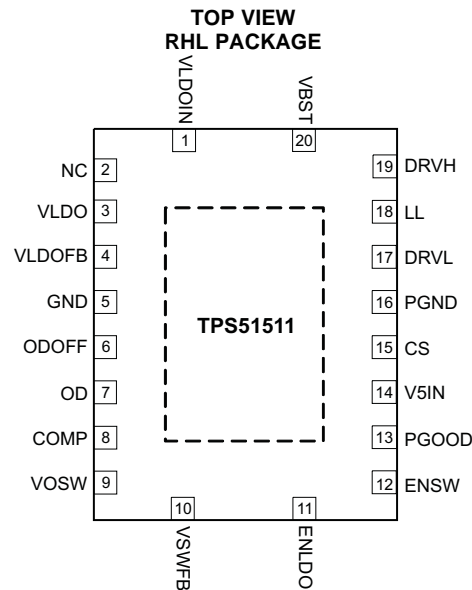 TOP VIEW
RHL PACKAGE
VLDOIN
VBST
1
20
NC 2
19 DRVH
VLDO 3
18 LL
VLDOFB 4
17 DRVL
GND 5
16 PGND
TPS51511
ODOFF 6
15 CS
OD 7
14 V5IN
COMP 8
13 PGOOD
VOSW 9
12 ENSW
10
11
VSWFB
ENLDO